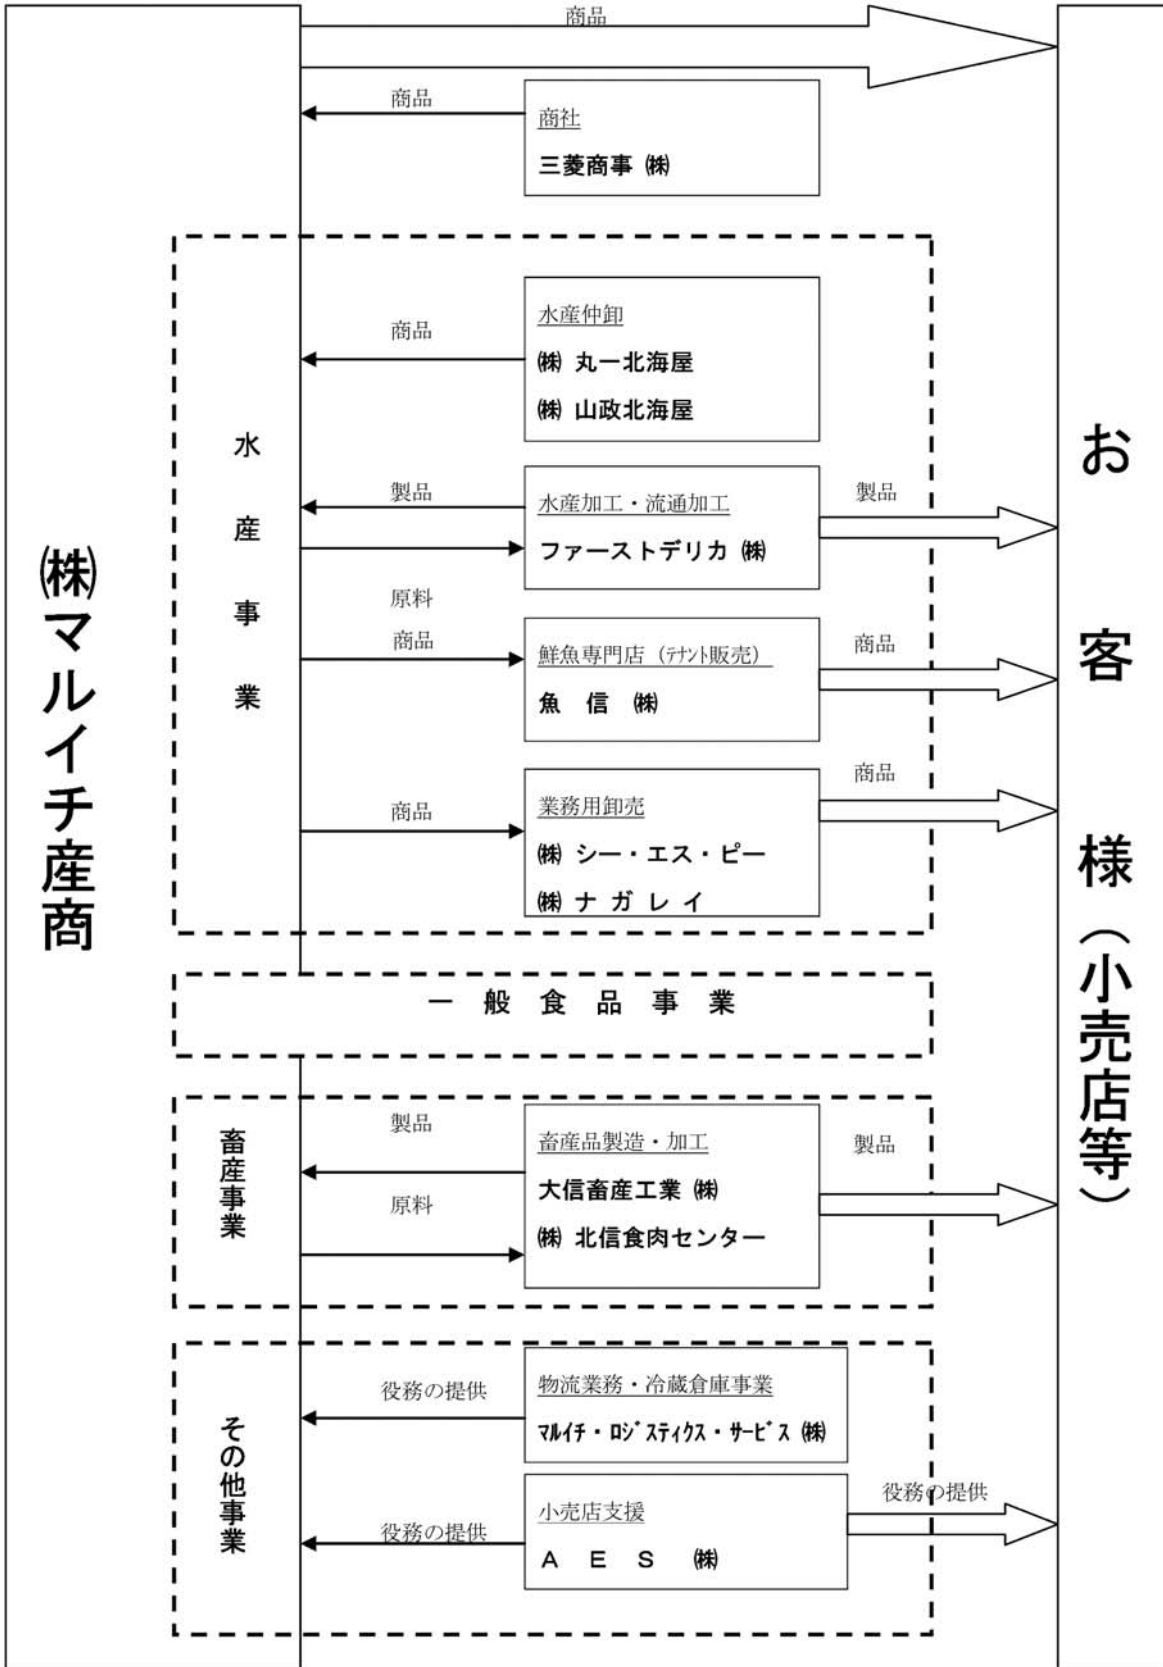 商品
商品
商社
三菱商事 ㈱
㈱マルイチ産商
水産事業
水産仲卸
商品
㈱ 丸一北海屋
㈱ 山政北海屋
製品
水産加工・流通加工
製品
ファーストデリカ ㈱
原料
商品
鮮魚専門店（ﾃﾅﾝﾄ販売）
商品
魚 信 ㈱
商品
業務用卸売
商品
㈱ シー・エス・ピー
㈱ ナ ガ レ イ
一 般 食 品 事 業
畜産事業
製品
畜産品製造・加工
製品
大信畜産工業 ㈱
原料
㈱ 北信食肉センター
その他事業
役務の提供
物流業務・冷蔵倉庫事業
ﾏﾙｲﾁ・ﾛｼﾞｽﾃｨｸｽ・ｻｰﾋﾞｽ ㈱
役務の提供
小売店支援
役務の提供
Ａ Ｅ Ｓ ㈱
お客様（小売店等）